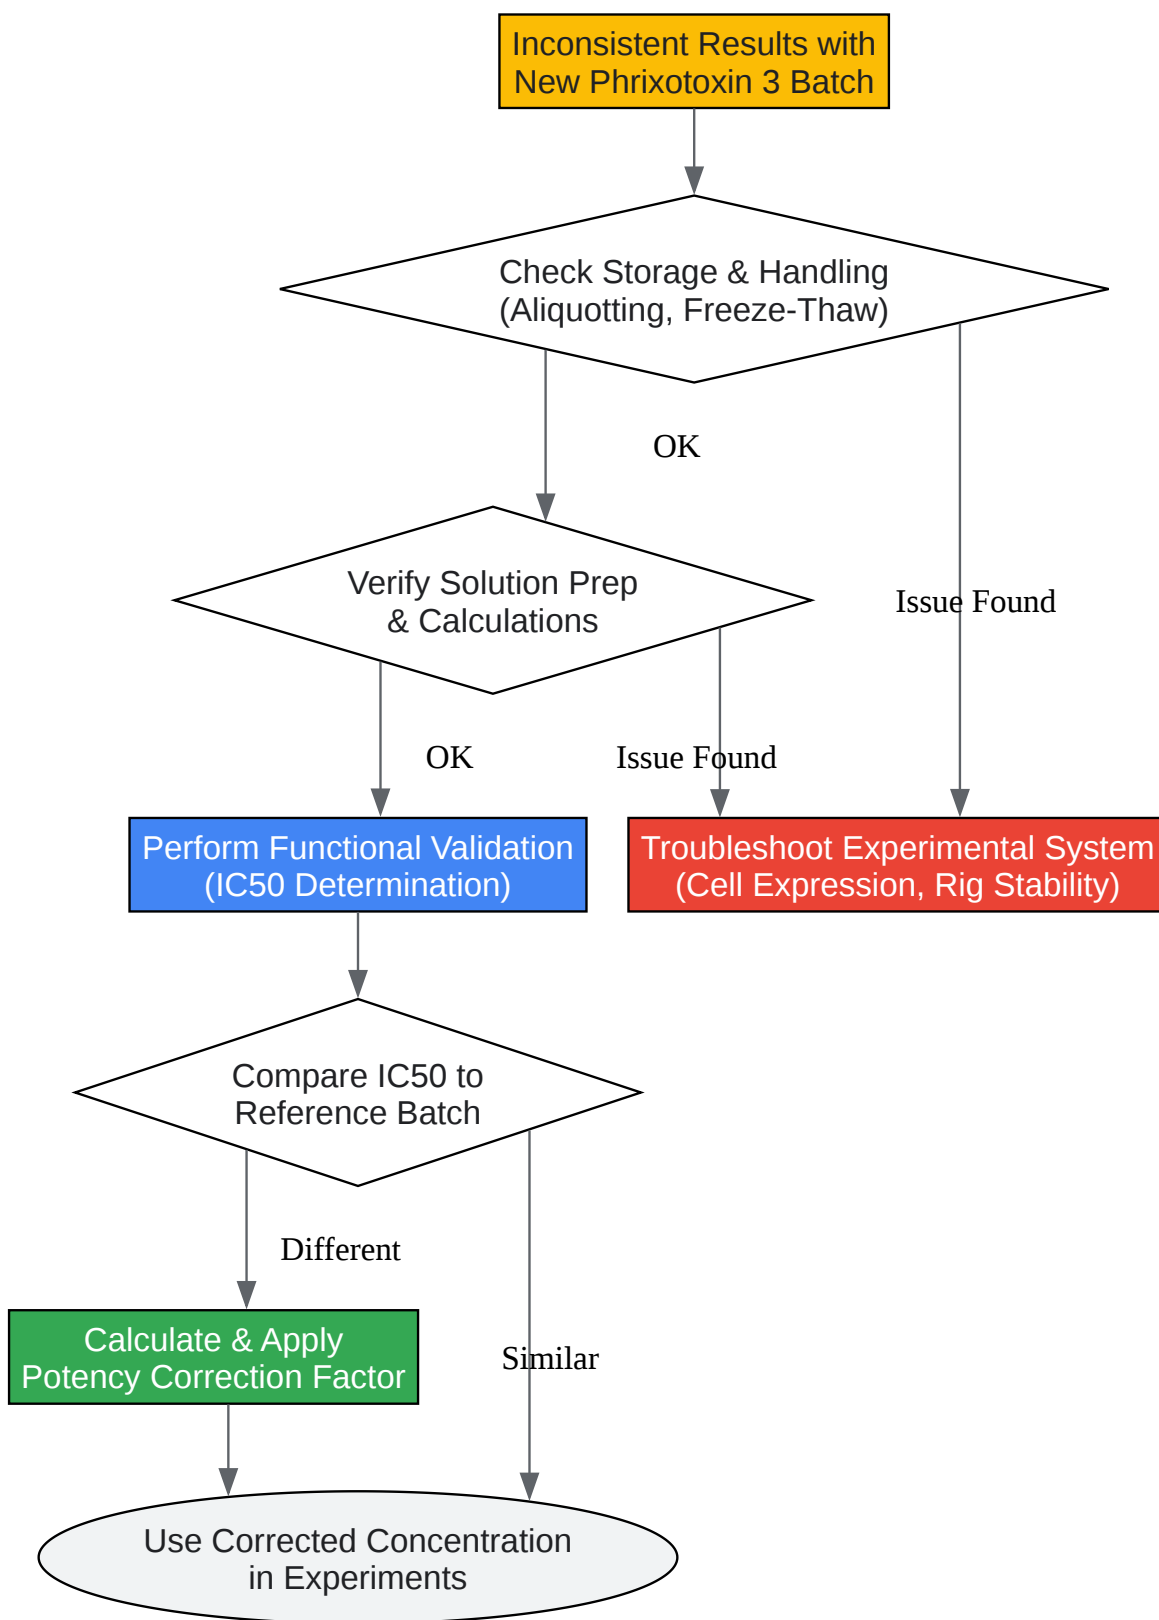 Inconsistent Results with
New Phrixotoxin 3 Batch
Check Storage & Handling
(Aliquotting, Freeze-Thaw)
OK
Verify Solution Prep
& Calculations
Issue Found
OK
Issue Found
Perform Functional Validation
(IC50 Determination)
Troubleshoot Experimental System
(Cell Expression, Rig Stability)
Compare IC50 to
Reference Batch
Different
Calculate & Apply
Potency Correction Factor
Similar
Use Corrected Concentration
in Experiments